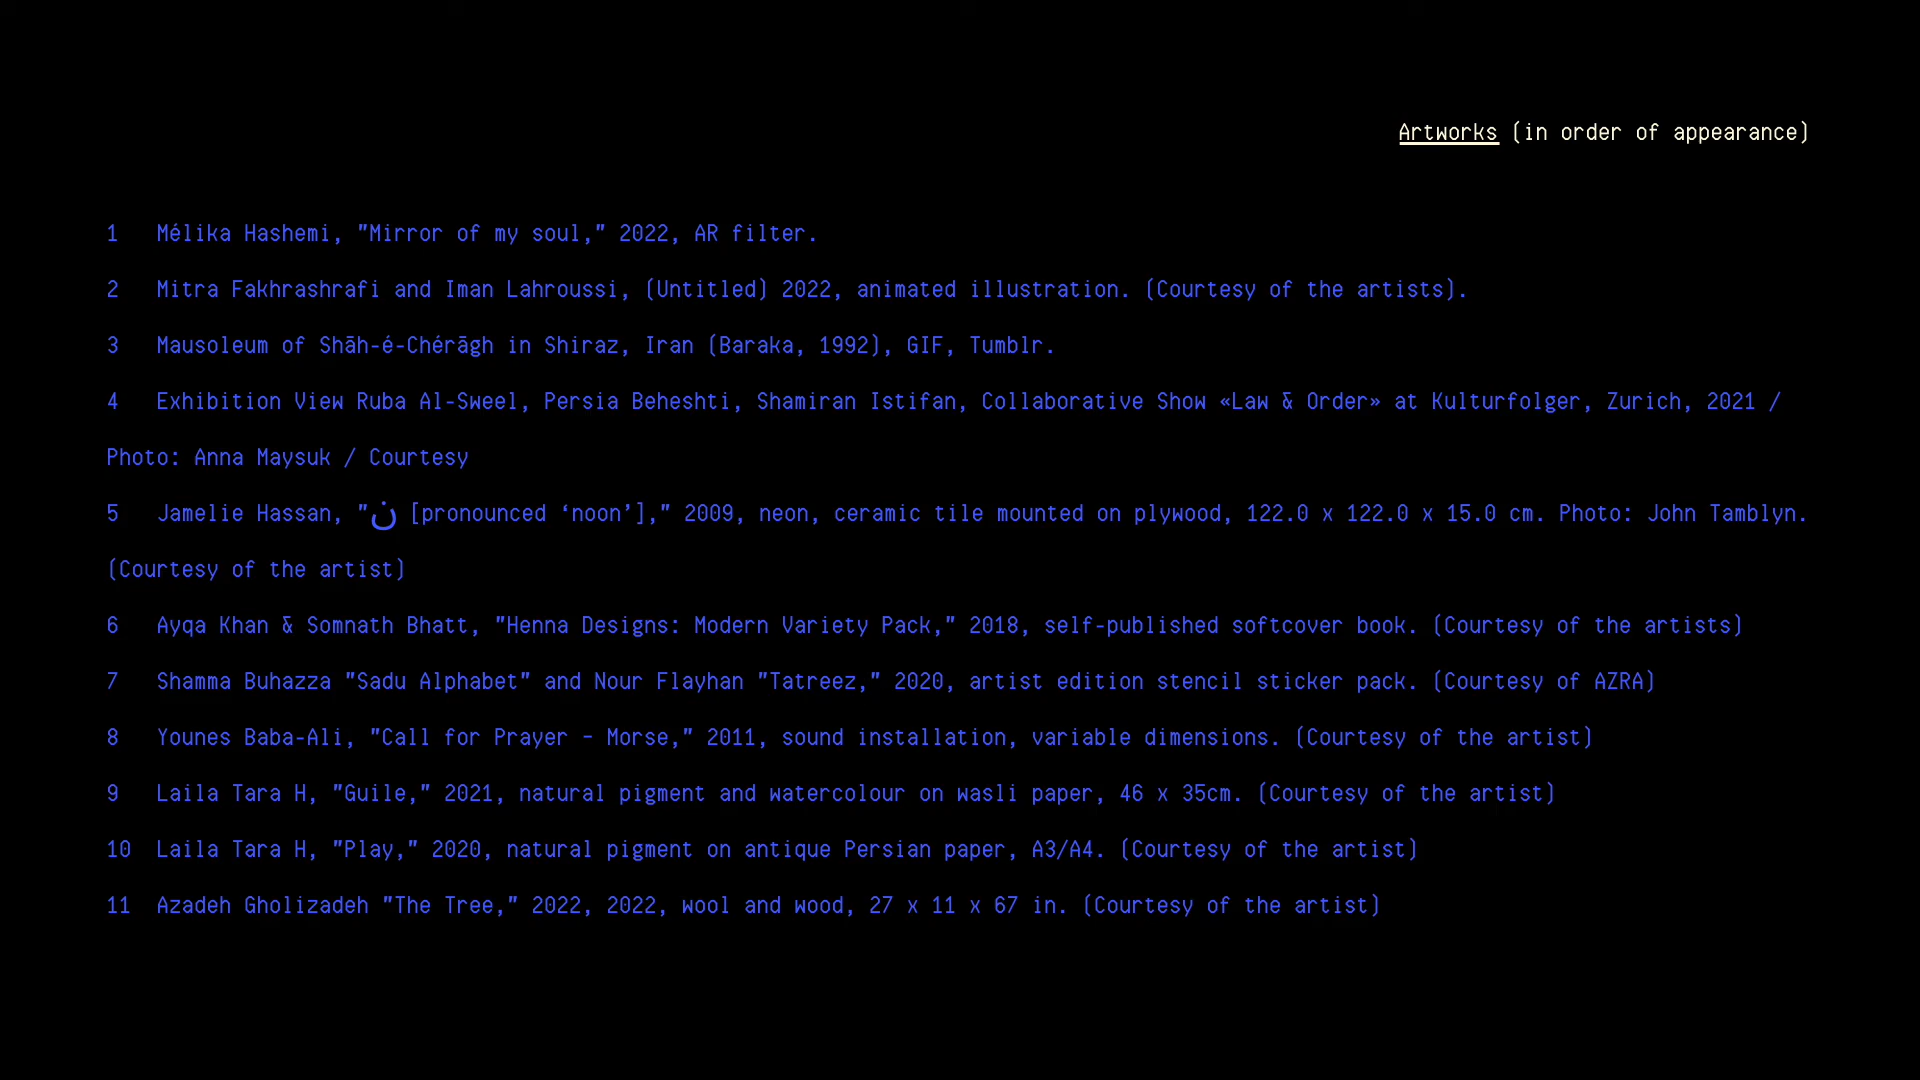 Artworks (in order of appearance)
1 Mélika Hashemi, "Mirror of my soul," 2022, AR filter.
2 Mitra Fakhrashrafi and Iman Lahroussi, (Untitled) 2022, animated illustration. (Courtesy of the artists).
3 Mausoleum of Shāh-é-Chérāgh in Shiraz, Iran (Baraka, 1992), GIF, Tumblr.
4 Exhibition View Ruba Al-Sweel, Persia Beheshti, Shamiran Istifan, Collaborative Show «Law & Order» at Kulturfolger, Zurich, 2021 /
Photo: Anna Maysuk / Courtesy
5 Jamelie Hassan, "ن [pronounced ‘noon’]," 2009, neon, ceramic tile mounted on plywood, 122.0 x 122.0 x 15.0 cm. Photo: John Tamblyn.
(Courtesy of the artist)
6 Ayqa Khan & Somnath Bhatt, "Henna Designs: Modern Variety Pack," 2018, self-published softcover book. (Courtesy of the artists)
7 Shamma Buhazza "Sadu Alphabet" and Nour Flayhan "Tatreez," 2020, artist edition stencil sticker pack. (Courtesy of AZRA)
8 Younes Baba-Ali, "Call for Prayer – Morse," 2011, sound installation, variable dimensions. (Courtesy of the artist)
9 Laila Tara H, "Guile," 2021, natural pigment and watercolour on wasli paper, 46 x 35cm. (Courtesy of the artist)
10 Laila Tara H, "Play," 2020, natural pigment on antique Persian paper, A3/A4. (Courtesy of the artist)
11 Azadeh Gholizadeh "The Tree," 2022, 2022, wool and wood, 27 x 11 x 67 in. (Courtesy of the artist)